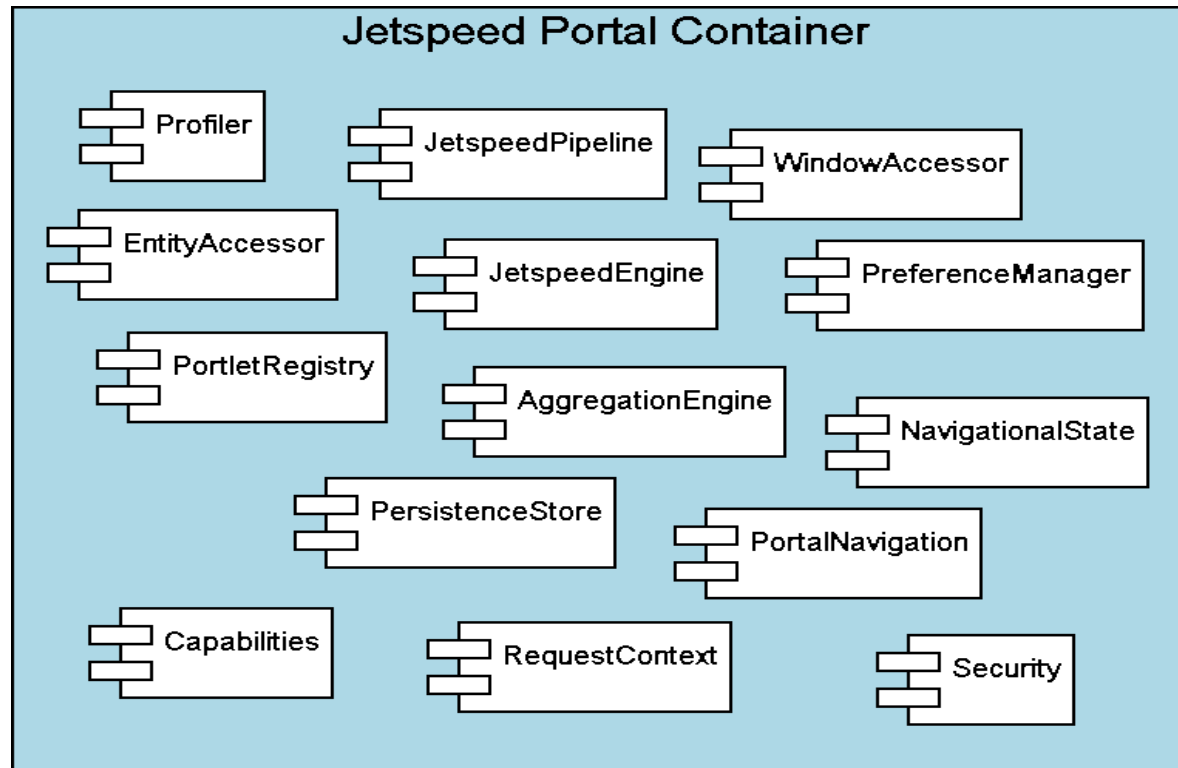 Jetspeed Portal Container
Profiler
JetspeedPipeline
WindowAccessor
EntityAccessor
JetspeedEngine
PreferenceManager
PortletRegistry
AggregationEngine
NavigationalState
PersistenceStore
PortalNavigation
Capabilities
RequestContext
Security